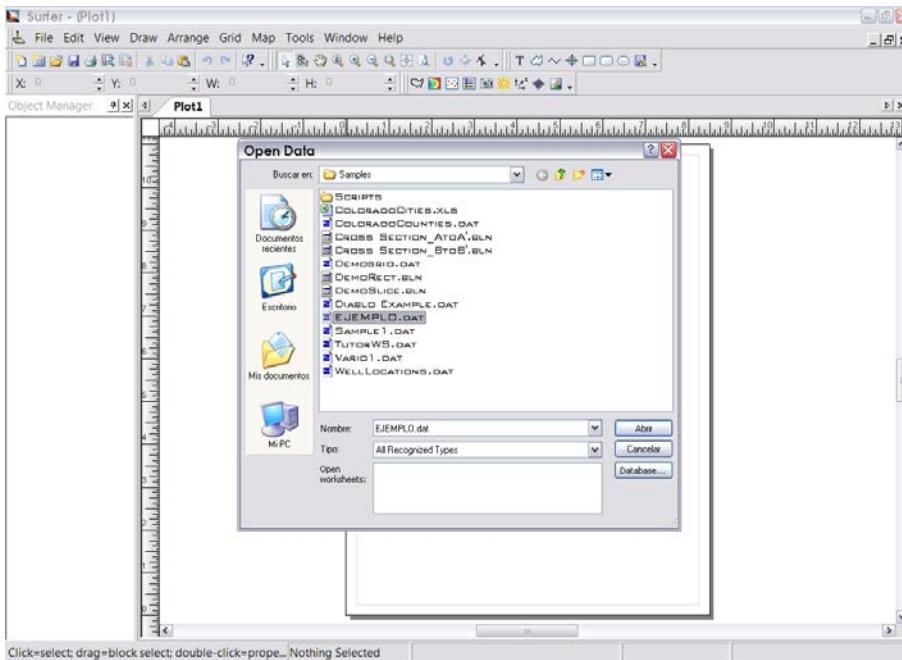 Surfer - (Plot1)
File Edit View Draw Arrange Grid Map Tools Window Help
X: 0 Y: 0 W: 0 H: 0
Object Manager
Plot1
Open Data
Buscar en: Samples
Documentos recientes
Escritorio
Mis documentos
Mi PC
Scripts
ColoradoCities.xls
ColoradoCounties.dat
Cross Section_AtoA'.bln
Cross Section_BtoB'.bln
Demogrid.dat
DemoRect.bln
DemoSlice.bln
Diablo Example.dat
EJEMPLO.dat
Sample1.dat
TutorWS.dat
Vario1.dat
WellLocations.dat
Nombre: EJEMPLO.dat
Abrir
Tipo: All Recognized Types
Cancelar
Open worksheets:
Database...
Click=select; drag=block select; double-click=prope... Nothing Selected